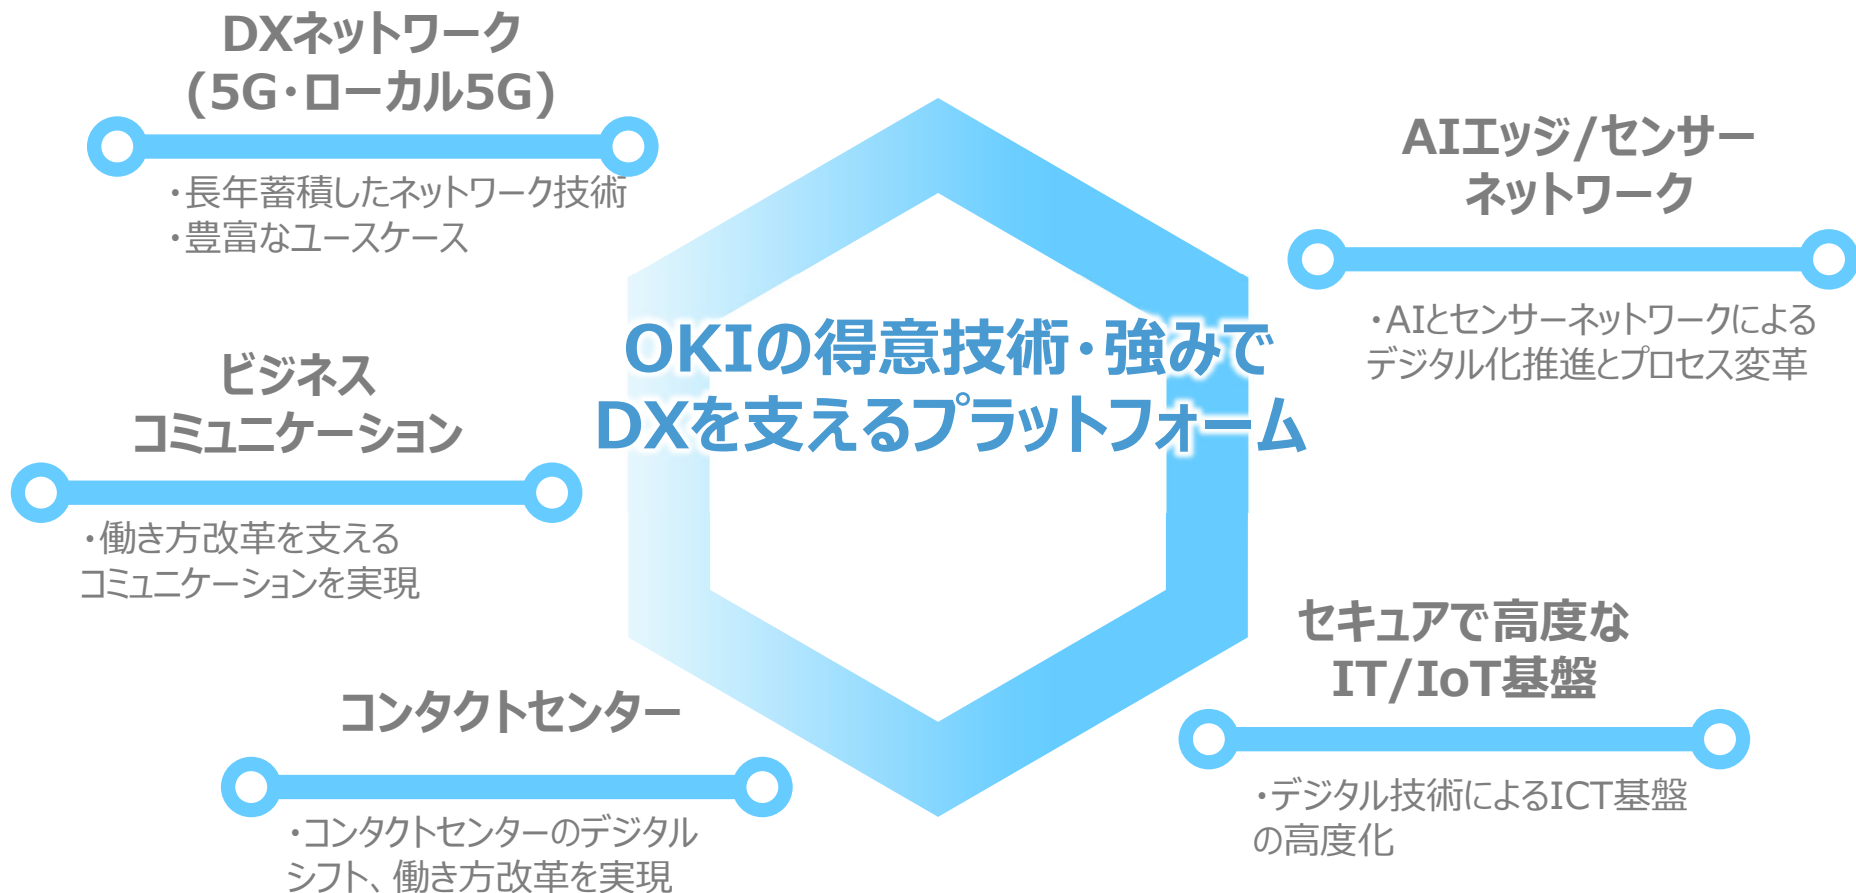 DXネットワーク
(5G・ローカル5G)
・長年蓄積したネットワーク技術
・豊富なユースケース
ビジネス
コミュニケーション
・働き方改革を支える
コミュニケーションを実現
コンタクトセンター
・コンタクトセンターのデジタル
シフト、働き方改革を実現
OKIの得意技術・強みで
DXを支えるプラットフォーム
AIエッジ/センサー
ネットワーク
・AIとセンサーネットワークによる
デジタル化推進とプロセス変革
セキュアで高度な
IT/IoT基盤
・デジタル技術によるICT基盤
の高度化